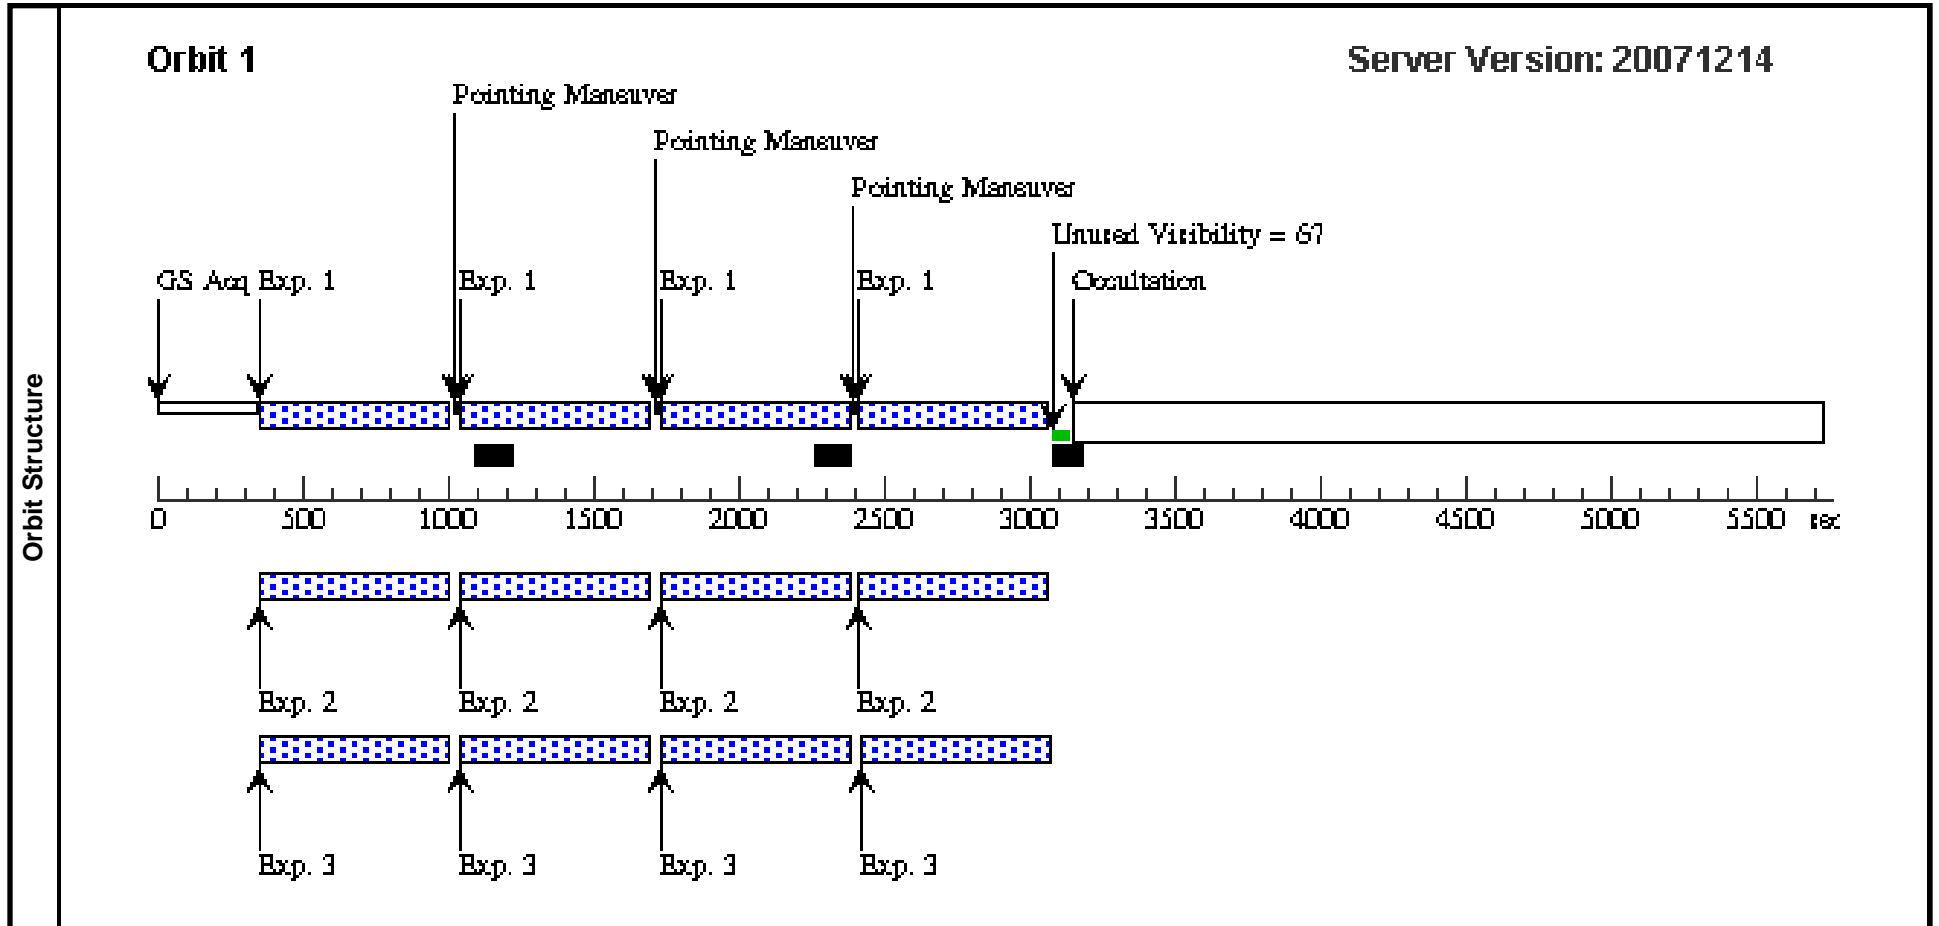 Orbit 1
Server Version: 20071214
Pointing Maneuver
Pointing Maneuver
Pointing Maneuver
Unused Visibility = 67
GS Acq Exp. 1 Exp. 1 Exp. 1 Exp. 1 Occultation
Orbit Structure
0 500 1000 1500 2000 2500 3000 3500 4000 4500 5000 5500 sec
Exp. 2 Exp. 2 Exp. 2 Exp. 2
Exp. 3 Exp. 3 Exp. 3 Exp. 3